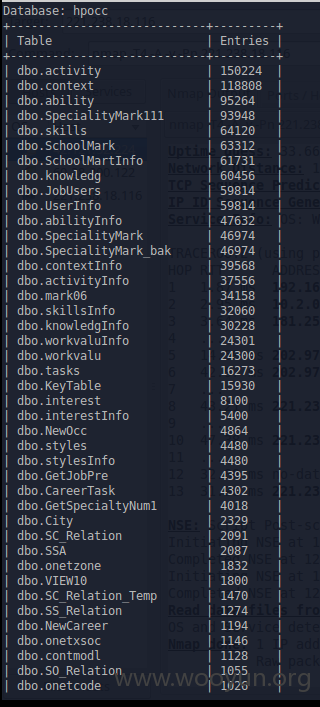 Database: hpocc
+---------------------------+---------+
| Table | Entries |
+---------------------------+---------+
| dbo.activity | 150224 |
| dbo.context | 118808 |
| dbo.ability | 95264 |
| dbo.SpecialityMark111 | 93948 |
| dbo.skills | 64120 |
| dbo.SchoolMark | 63312 |
| dbo.SchoolMartInfo | 61731 |
| dbo.knowledg | 60456 |
| dbo.JobUsers | 59814 |
| dbo.UserInfo | 59814 |
| dbo.abilityInfo | 47632 |
| dbo.SpecialityMark | 46974 |
| dbo.SpecialityMark_bak | 46974 |
| dbo.contextInfo | 39568 |
| dbo.activityInfo | 37556 |
| dbo.mark06 | 34158 |
| dbo.skillsInfo | 32060 |
| dbo.knowledgInfo | 30228 |
| dbo.workvaluInfo | 24301 |
| dbo.workvalu | 24300 |
| dbo.tasks | 16273 |
| dbo.KeyTable | 15930 |
| dbo.interest | 8100 |
| dbo.interestInfo | 5400 |
| dbo.NewOcc | 4864 |
| dbo.styles | 4480 |
| dbo.stylesInfo | 4480 |
| dbo.GetJobPre | 4395 |
| dbo.CareerTask | 4302 |
| dbo.GetSpecialtyNum1 | 4018 |
| dbo.City | 2329 |
| dbo.SC_Relation | 2091 |
| dbo.SSA | 2087 |
| dbo.onetzone | 1832 |
| dbo.VIEW10 | 1800 |
| dbo.SC_Relation_Temp | 1470 |
| dbo.SS_Relation | 1274 |
| dbo.NewCareer | 1194 |
| dbo.onetxsoc | 1146 |
| dbo.contmodl | 1128 |
| dbo.SO_Relation | 1055 |
| dbo.onetcode | 1026 |
www.wooyun.org